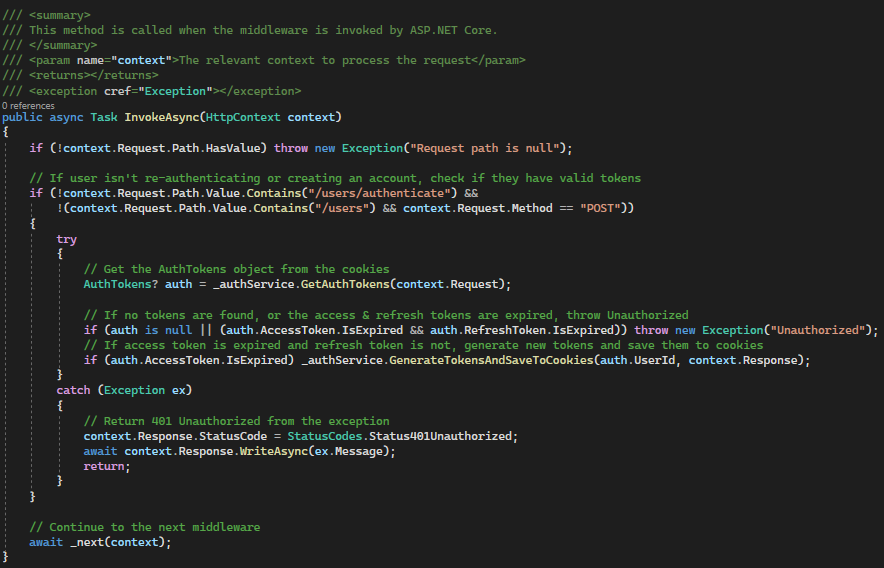 /// <summary>
/// This method is called when the middleware is invoked by ASP.NET Core.
/// </summary>
/// <param name="context">The relevant context to process the request</param>
/// <returns></returns>
/// <exception cref="Exception"></exception>
0 references
public async Task InvokeAsync(HttpContext context)
{
    if (!context.Request.Path.HasValue) throw new Exception("Request path is null");

    // If user isn't re-authenticating or creating an account, check if they have valid tokens
    if (!context.Request.Path.Value.Contains("/users/authenticate") &&
        !(context.Request.Path.Value.Contains("/users") && context.Request.Method == "POST"))
    {
        try
        {
            // Get the AuthTokens object from the cookies
            AuthTokens? auth = _authService.GetAuthTokens(context.Request);

            // If no tokens are found, or the access & refresh tokens are expired, throw Unauthorized
            if (auth is null || (auth.AccessToken.IsExpired && auth.RefreshToken.IsExpired)) throw new Exception("Unauthorized");
            // If access token is expired and refresh token is not, generate new tokens and save them to cookies
            if (auth.AccessToken.IsExpired) _authService.GenerateTokensAndSaveToCookies(auth.UserId, context.Response);
        }
        catch (Exception ex)
        {
            // Return 401 Unauthorized from the exception
            context.Response.StatusCode = StatusCodes.Status401Unauthorized;
            await context.Response.WriteAsync(ex.Message);
            return;
        }
    }

    // Continue to the next middleware
    await _next(context);
}